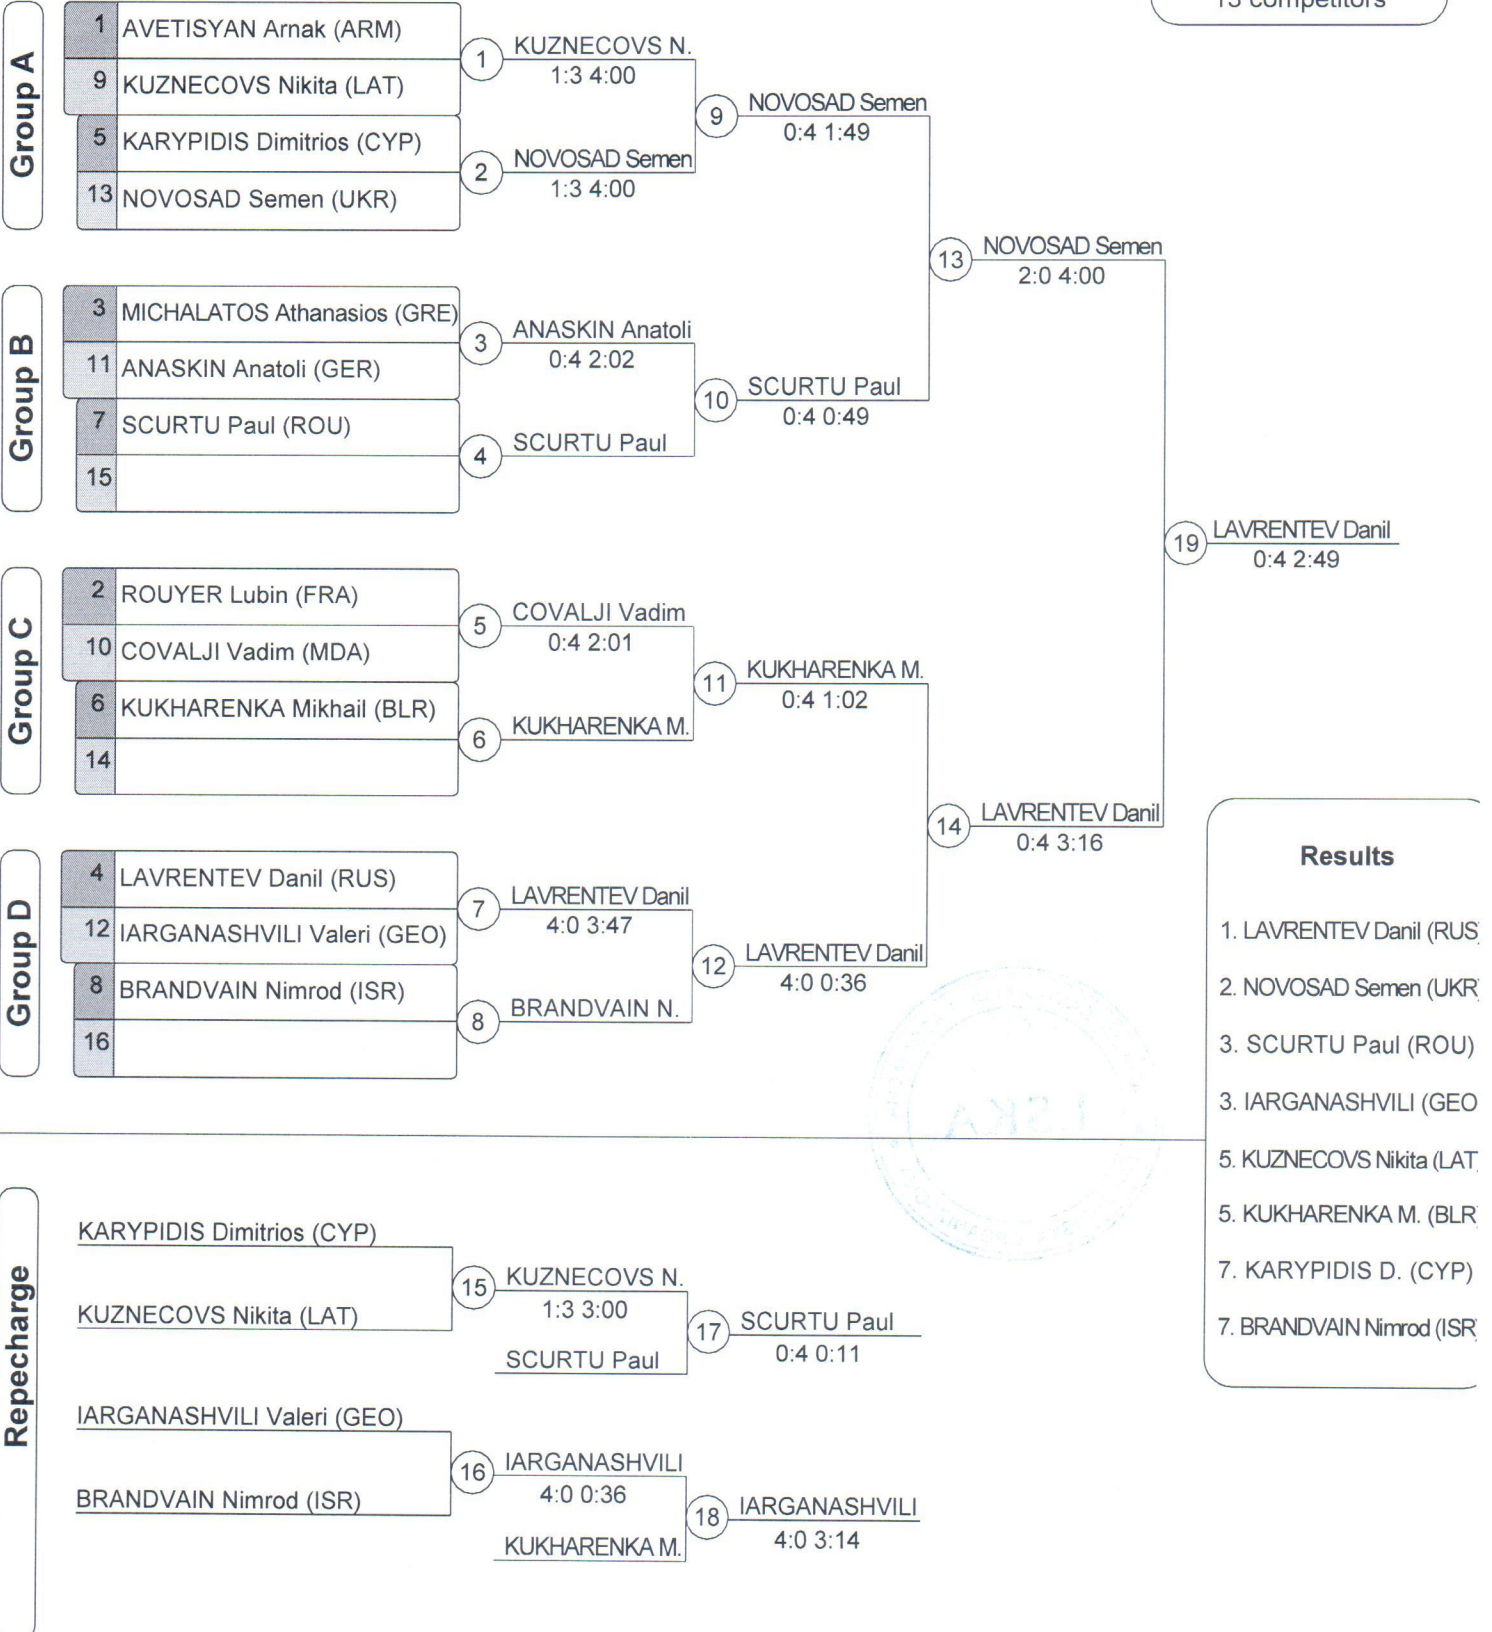 13 competitors
Group A
1 AVETISYAN Arnak (ARM)
9 KUZNECOVS Nikita (LAT)
5 KARYPIDIS Dimitrios (CYP)
13 NOVOSAD Semen (UKR)
1 KUZNECOVS N.
1:3 4:00
2 NOVOSAD Semen
1:3 4:00
9 NOVOSAD Semen
0:4 1:49
Group B
3 MICHALATOS Athanasios (GRE)
11 ANASKIN Anatoli (GER)
7 SCURTU Paul (ROU)
15
3 ANASKIN Anatoli
0:4 2:02
4 SCURTU Paul
10 SCURTU Paul
0:4 0:49
13 NOVOSAD Semen
2:0 4:00
Group C
2 ROUYER Lubin (FRA)
10 COVALJI Vadim (MDA)
6 KUKHARENKA Mikhail (BLR)
14
5 COVALJI Vadim
0:4 2:01
6 KUKHARENKA M.
11 KUKHARENKA M.
0:4 1:02
Group D
4 LAVRENTEV Danil (RUS)
12 IARGANASHVILI Valeri (GEO)
8 BRANDVAIN Nimrod (ISR)
16
7 LAVRENTEV Danil
4:0 3:47
8 BRANDVAIN N.
12 LAVRENTEV Danil
4:0 0:36
14 LAVRENTEV Danil
0:4 3:16
19 LAVRENTEV Danil
0:4 2:49
Results
1. LAVRENTEV Danil (RUS)
2. NOVOSAD Semen (UKR)
3. SCURTU Paul (ROU)
3. IARGANASHVILI (GEO
5. KUZNECOVS Nikita (LAT)
5. KUKHARENKA M. (BLR)
7. KARYPIDIS D. (CYP)
7. BRANDVAIN Nimrod (ISR)
Repecharge
KARYPIDIS Dimitrios (CYP)
KUZNECOVS Nikita (LAT)
15 KUZNECOVS N.
1:3 3:00
SCURTU Paul
17 SCURTU Paul
0:4 0:11
IARGANASHVILI Valeri (GEO)
BRANDVAIN Nimrod (ISR)
16 IARGANASHVILI
4:0 0:36
KUKHARENKA M.
18 IARGANASHVILI
4:0 3:14